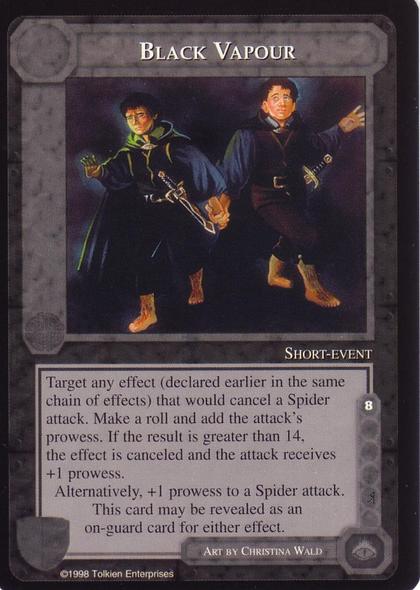 BLACK VAPOUR
SHORT-EVENT
Target any effect (declared earlier in the same
chain of effects) that would cancel a Spider
attack. Make a roll and add the attack's
prowess. If the result is greater than 14,
the effect is canceled and the attack receives
+1 prowess.
Alternatively, +1 prowess to a Spider attack.
This card may be revealed as an
on-guard card for either effect.
8
ART BY CHRISTINA WALD
©1998 Tolkien Enterprises